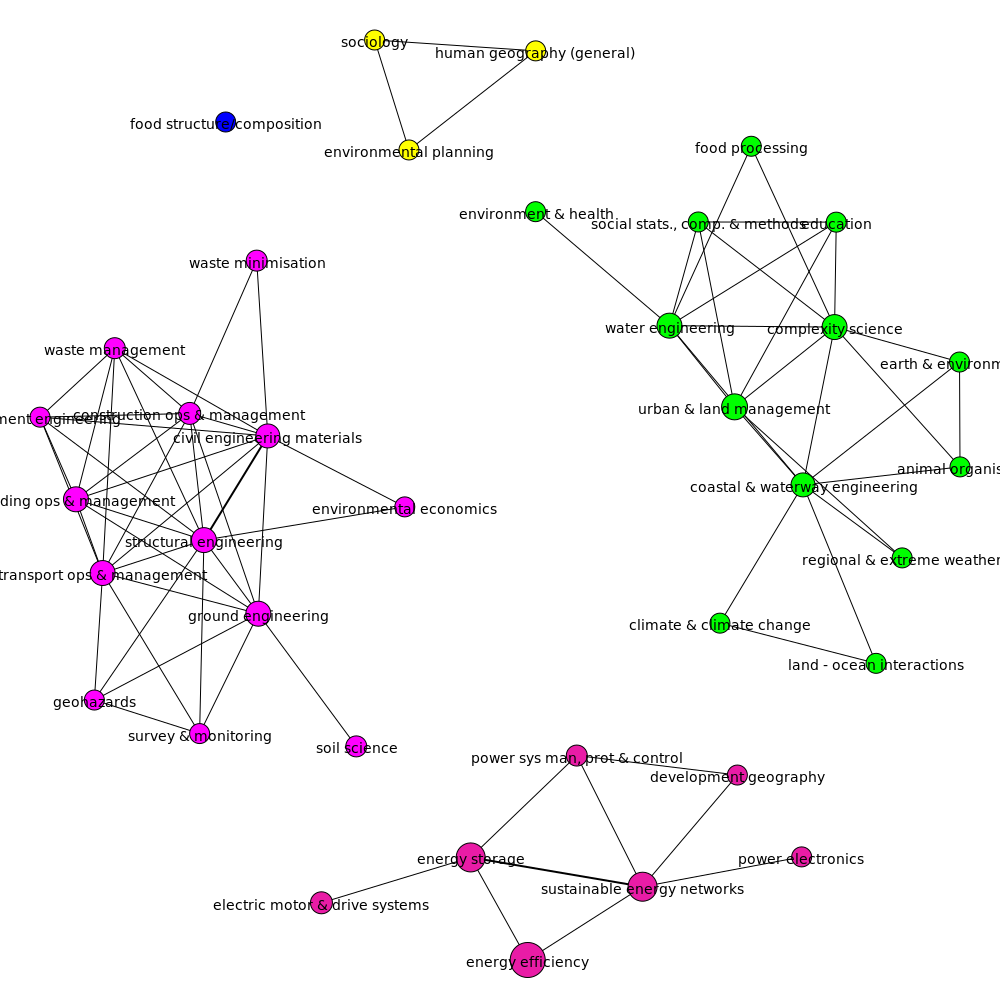 sociology
human geography (general)
food structure/composition
environmental planning
food processing
environment & health
social stats., comp. & methods
education
waste minimisation
water engineering
complexity science
waste management
earth & environm
urban & land management
construction ops & management
ment engineering
civil engineering materials
animal organis
coastal & waterway engineering
ding ops & management
environmental economics
structural engineering
regional & extreme weather
transport ops & management
ground engineering
climate & climate change
land - ocean interactions
geohazards
survey & monitoring
soil science
power sys man, prot & control
development geography
energy storage
power electronics
sustainable energy networks
electric motor & drive systems
energy efficiency